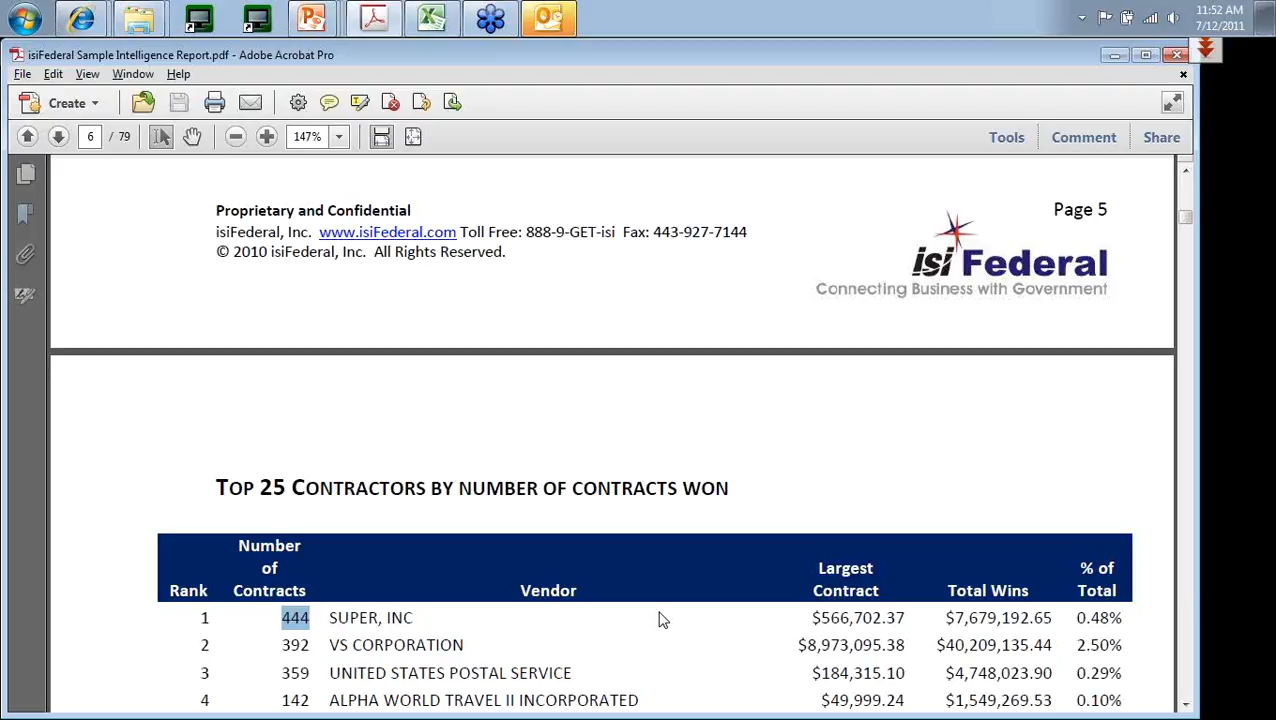 11:52 AM
7/12/2011
isiFederal Sample Intelligence Report.pdf - Adobe Acrobat Pro
File Edit View Window Help
Create
6 / 79 147% Tools Comment Share
Proprietary and Confidential
Page 5
isiFederal, Inc. www.isiFederal.com Toll Free: 888-9-GET-isi Fax: 443-927-7144
© 2010 isiFederal, Inc. All Rights Reserved.
isi Federal
Connecting Business with Government
TOP 25 CONTRACTORS BY NUMBER OF CONTRACTS WON
Rank Number of Contracts Vendor Largest Contract Total Wins % of Total
1 444 SUPER, INC $566,702.37 $7,679,192.65 0.48%
2 392 VS CORPORATION $8,973,095.38 $40,209,135.44 2.50%
3 359 UNITED STATES POSTAL SERVICE $184,315.10 $4,748,023.90 0.29%
4 142 ALPHA WORLD TRAVEL II INCORPORATED $49,999.24 $1,549,269.53 0.10%